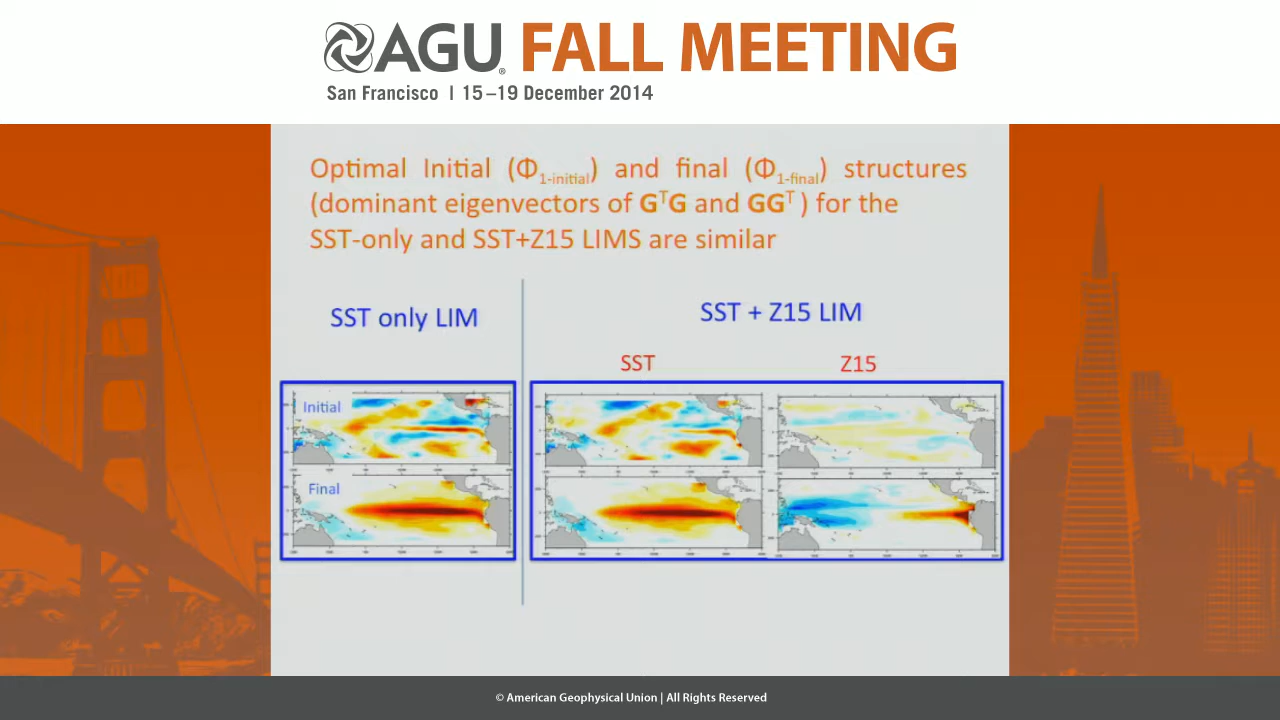 AGU® FALL MEETING
San Francisco | 15–19 December 2014
Optimal Initial (Φ1-initial) and final (Φ1-final) structures
(dominant eigenvectors of GTG and GGT ) for the
SST-only and SST+Z15 LIMS are similar
SST only LIM
SST + Z15 LIM
SST
Z15
Initial
Final
© American Geophysical Union | All Rights Reserved